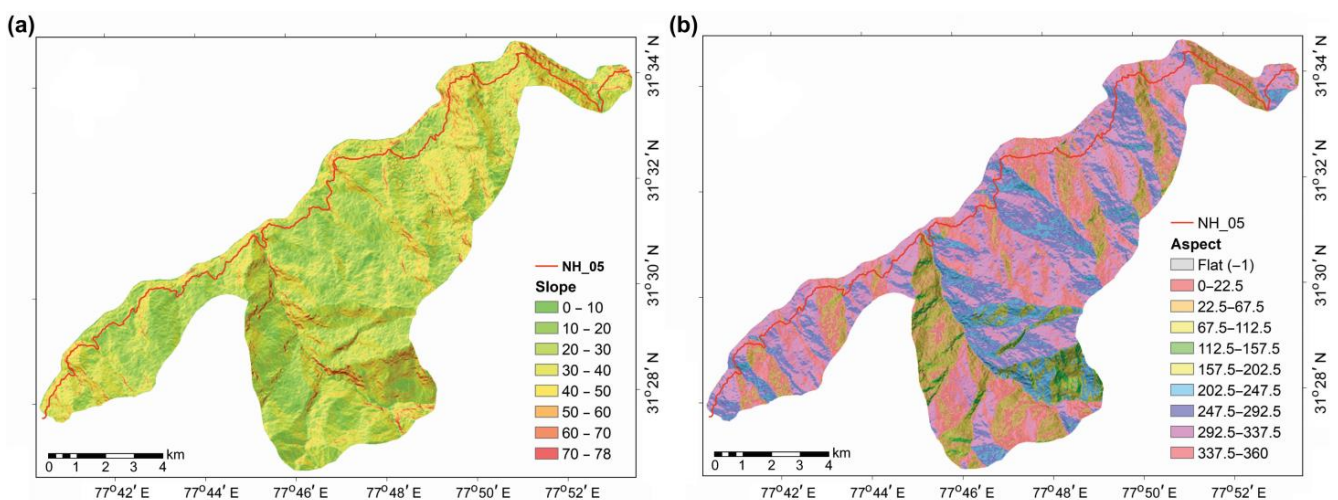 (a)
31° 34′ N
31° 32′ N
31° 30′ N
31° 28′ N
NH_05
Slope
0 – 10
10 – 20
20 – 30
30 – 40
40 – 50
50 – 60
60 – 70
70 – 78
0 1 2 3 4 km
77° 42′ E 77° 44′ E 77° 46′ E 77° 48′ E 77° 50′ E 77° 52′ E
(b)
31° 34′ N
31° 32′ N
31° 30′ N
31° 28′ N
NH_05
Aspect
Flat (–1)
0–22.5
22.5–67.5
67.5–112.5
112.5–157.5
157.5–202.5
202.5–247.5
247.5–292.5
292.5–337.5
337.5–360
0 1 2 3 4 km
77° 42′ E 77° 44′ E 77° 46′ E 77° 48′ E 77° 50′ E 77° 52′ E